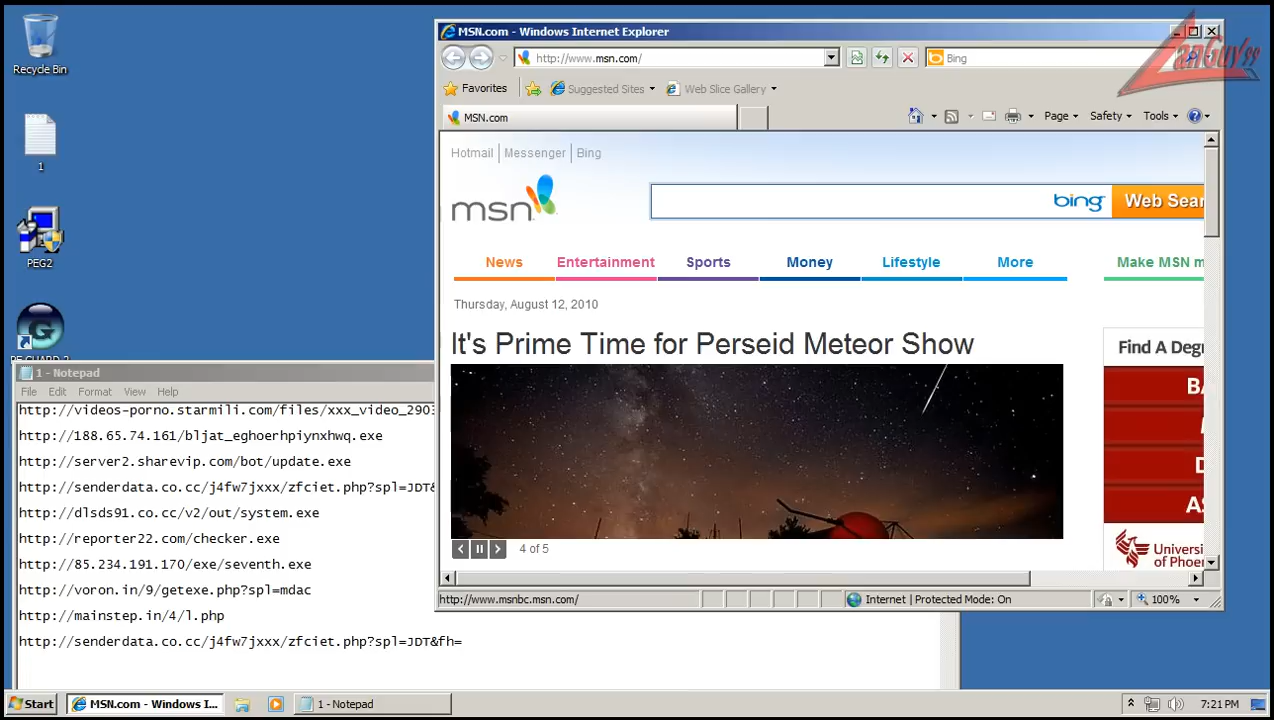 Recycle Bin
1
PEG2
MSN.com - Windows Internet Explorer
http://www.msn.com/
Bing
Favorites
Suggested Sites
Web Slice Gallery
MSN.com
Page
Safety
Tools
Hotmail
Messenger
Bing
msn
bing
Web Sear
News
Entertainment
Sports
Money
Lifestyle
More
Make MSN m
Thursday, August 12, 2010
It's Prime Time for Perseid Meteor Show
Find A Degr
BA
D
AS
University
of Phoen
4 of 5
http://www.msnbc.msn.com/
Internet | Protected Mode: On
100%
1 - Notepad
File Edit Format View Help
http://videos-porno.starmili.com/files/xxx_video_2903
http://188.65.74.161/bljat_eghoerhpiynxhwq.exe
http://server2.sharevip.com/bot/update.exe
http://senderdata.co.cc/j4fw7jxxx/zfciet.php?spl=JDT&
http://dlsds91.co.cc/v2/out/system.exe
http://reporter22.com/checker.exe
http://85.234.191.170/exe/seventh.exe
http://voron.in/9/getexe.php?spl=mdac
http://mainstep.in/4/l.php
http://senderdata.co.cc/j4fw7jxxx/zfciet.php?spl=JDT&fh=
Start
MSN.com - Windows I...
1 - Notepad
7:21 PM